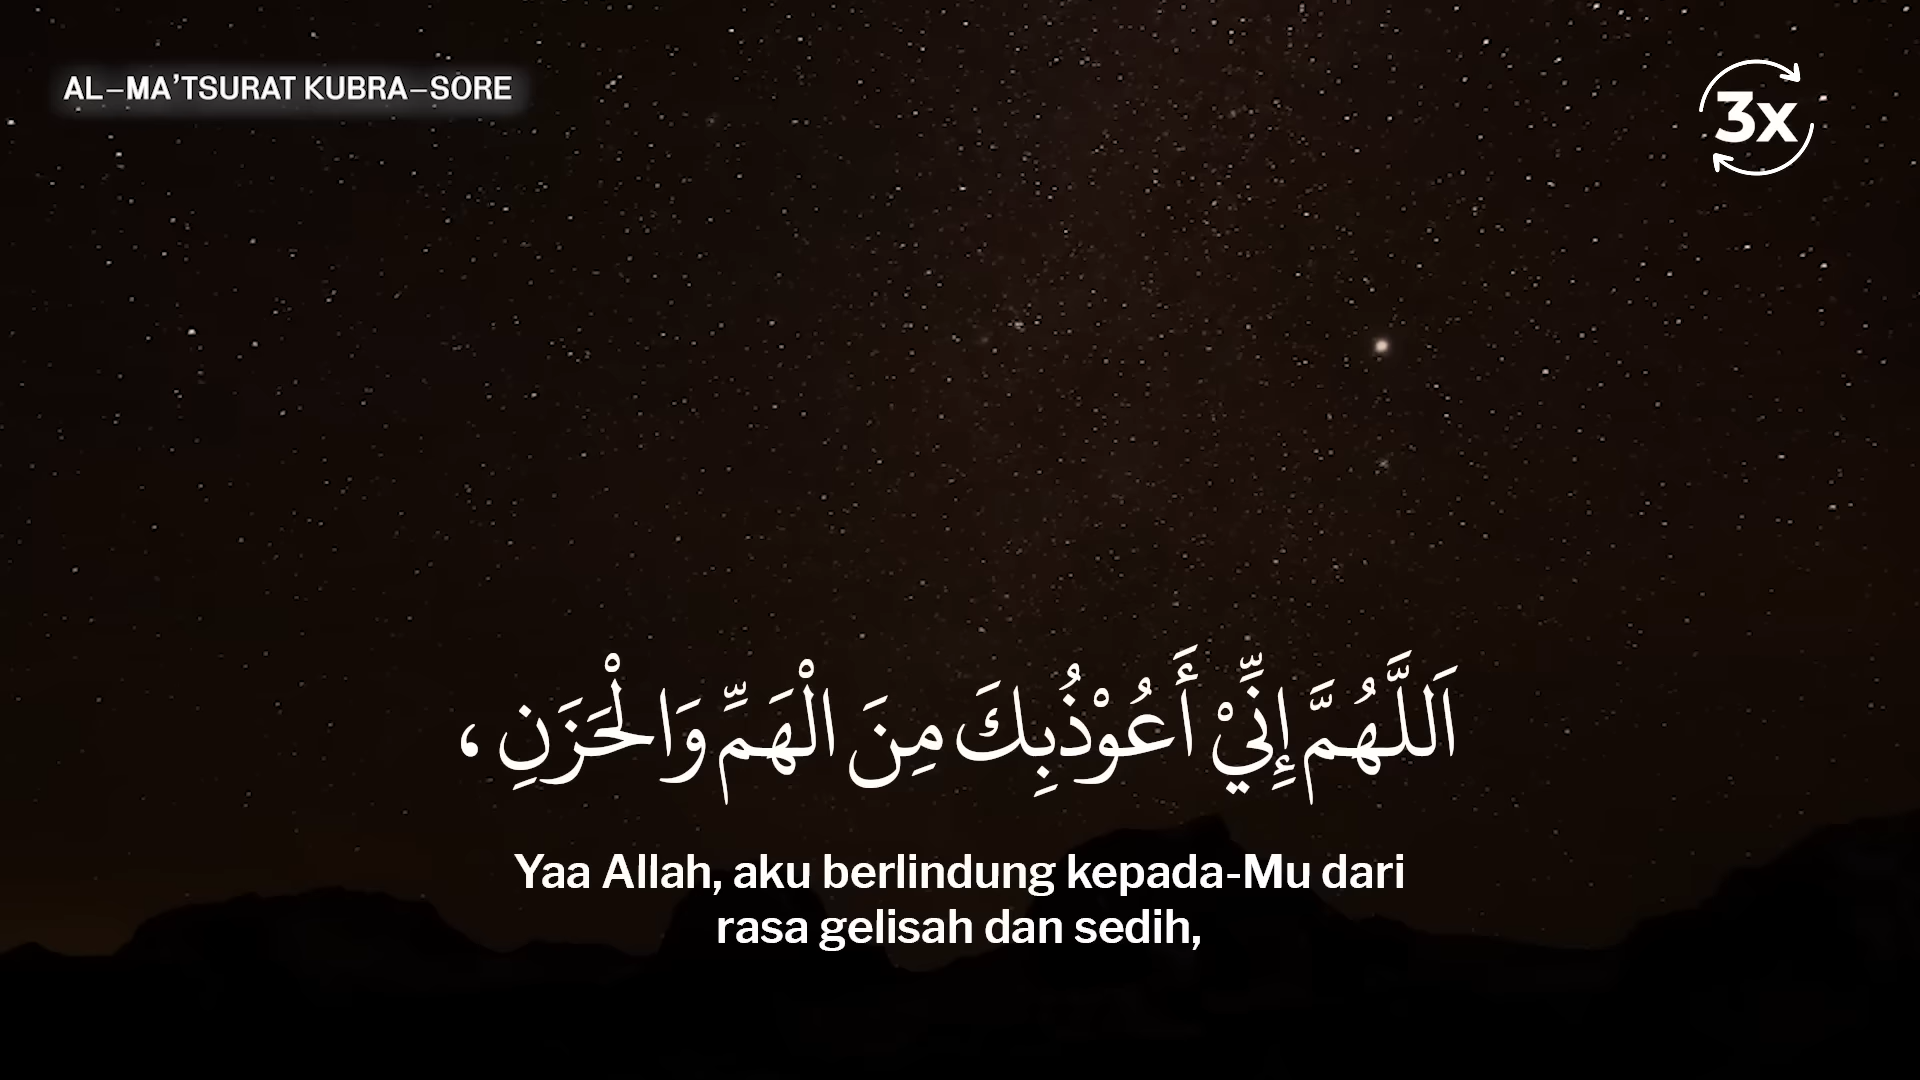 AL–MA’TSURAT KUBRA–SORE
3x
اَللَّهُمَّ إِنِّيْ أَعُوْذُبِكَ مِنَ الْهَمِّ وَالْحَزَنِ ،
Yaa Allah, aku berlindung kepada-Mu dari
rasa gelisah dan sedih,